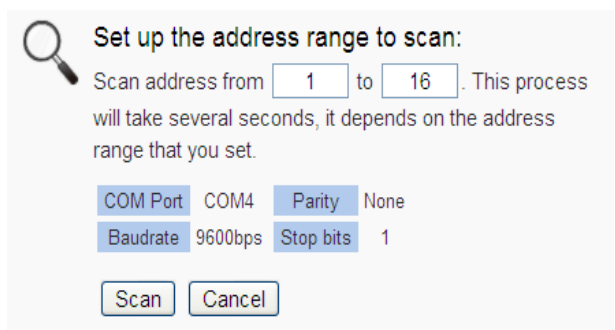 Set up the address range to scan:
Scan address from 1 to 16 . This process
will take several seconds, it depends on the address
range that you set.
COM Port COM4 Parity None
Baudrate 9600bps Stop bits 1
Scan Cancel